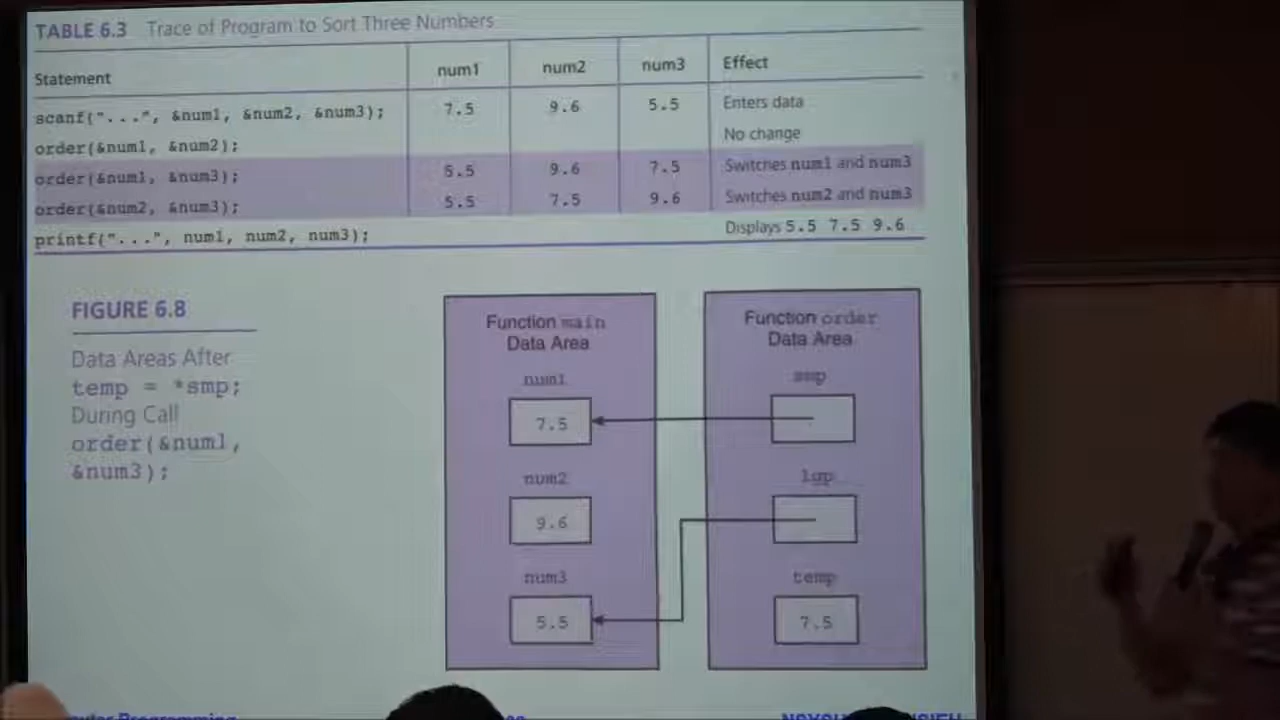 TABLE 6.3 Trace of Program to Sort Three Numbers
Statement num1 num2 num3 Effect
scanf("...", &num1, &num2, &num3); 7.5 9.6 5.5 Enters data
order(&num1, &num2); No change
order(&num1, &num3); 5.5 9.6 7.5 Switches num1 and num3
order(&num2, &num3); 5.5 7.5 9.6 Switches num2 and num3
printf("...", num1, num2, num3); Displays 5.5 7.5 9.6
FIGURE 6.8
Data Areas After
temp = *smp;
During Call
order(&num1,
&num3);
Function main
Data Area
num1
7.5
num2
9.6
num3
5.5
Function order
Data Area
smp
lgp
temp
7.5
Programming